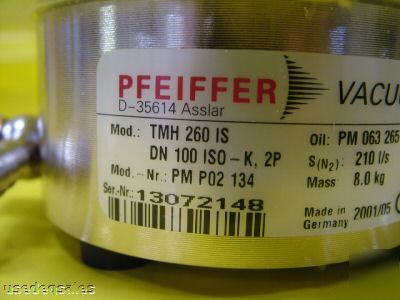 PFEIFFER VACUU
D-35614 Asslar
Mod.: TMH 260 IS
DN 100 ISO-K, 2P
Mod.-Nr.: PM P02 134
Ser.-Nr.: 13072148
Oil: PM 063 265
S(N2): 210 l/s
Mass: 8.0 kg
Made in Germany 2001/05
usedeqsales